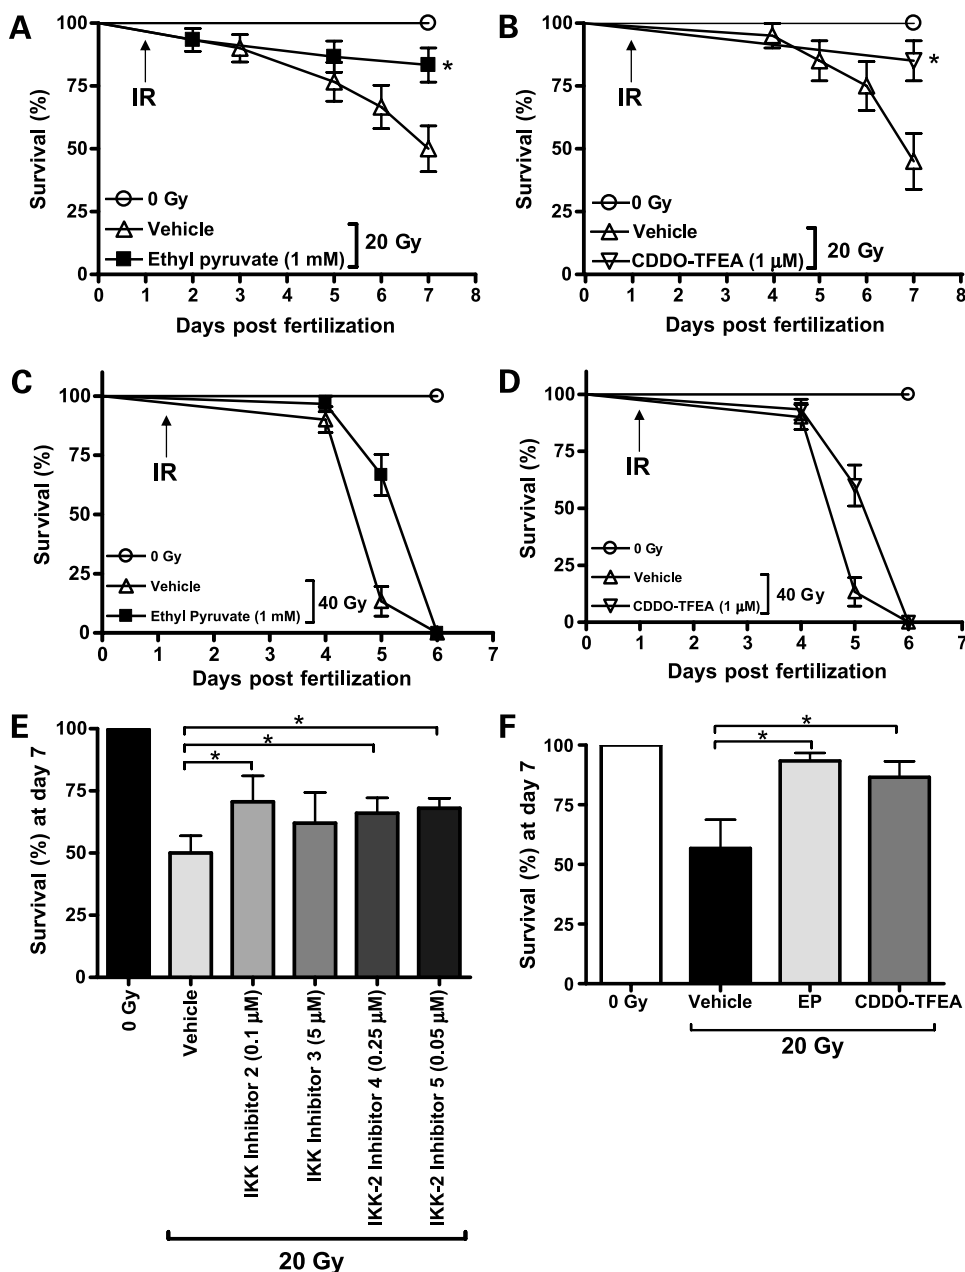 A
Survival (%)
100
75
50
25
0
IR
*
0 Gy
Vehicle
Ethyl pyruvate (1 mM)
20 Gy
0 1 2 3 4 5 6 7 8
Days post fertilization
B
Survival (%)
100
75
50
25
0
IR
*
0 Gy
Vehicle
CDDO-TFEA (1 μM)
20 Gy
0 1 2 3 4 5 6 7 8
Days post fertilization
C
Survival (%)
100
75
50
25
0
IR
0 Gy
Vehicle
Ethyl Pyruvate (1 mM)
40 Gy
0 1 2 3 4 5 6 7
Days post fertilization
D
Survival (%)
100
75
50
25
0
IR
0 Gy
Vehicle
CDDO-TFEA (1 μM)
40 Gy
0 1 2 3 4 5 6 7
Days post fertilization
E
Survival (%) at day 7
100
75
50
25
0
*
*
*
0 Gy
Vehicle
IKK Inhibitor 2 (0.1 μM)
IKK Inhibitor 3 (5 μM)
IKK-2 Inhibitor 4 (0.25 μM)
IKK-2 Inhibitor 5 (0.05 μM)
20 Gy
F
Survival (%) at day 7
100
75
50
25
0
*
*
0 Gy Vehicle EP CDDO-TFEA
20 Gy